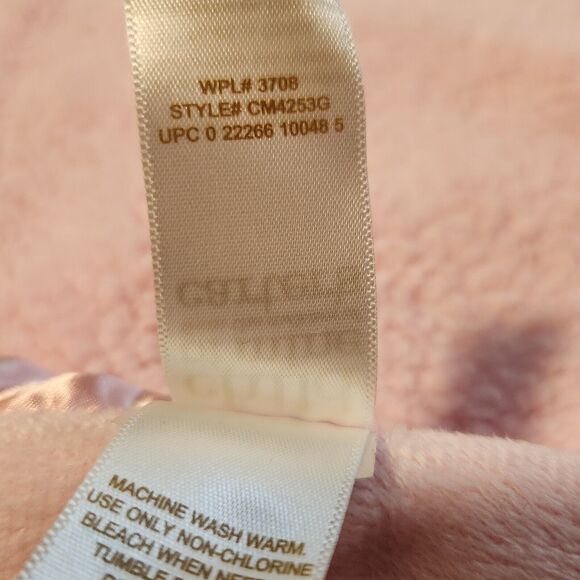 WPL# 3708
STYLE# CM4253G
UPC 0 22266 10048 5
MACHINE WASH WARM.
USE ONLY NON-CHLORINE
BLEACH WHEN
TUMBLE